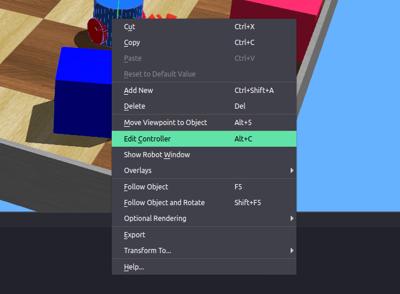 Cut Ctrl+X
Copy Ctrl+C
Paste Ctrl+V
Reset to Default Value
Add New Ctrl+Shift+A
Delete Del
Move Viewpoint to Object Alt+5
Edit Controller Alt+C
Show Robot Window
Overlays
Follow Object F5
Follow Object and Rotate Shift+F5
Optional Rendering
Export
Transform To...
Help...